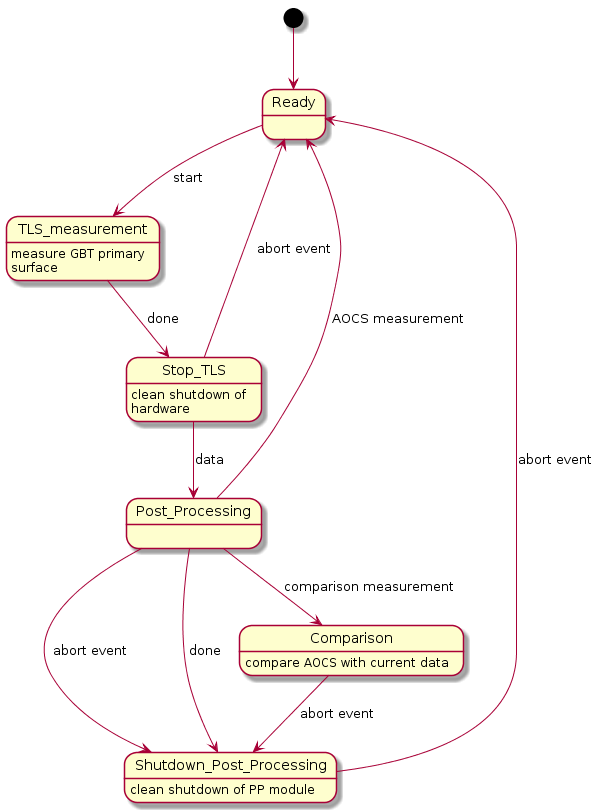 Ready
start
TLS_measurement
measure GBT primary
surface
abort event
done
AOCS measurement
Stop_TLS
clean shutdown of
hardware
data
abort event
Post_Processing
comparison measurement
Comparison
compare AOCS with current data
abort event
done
abort event
Shutdown_Post_Processing
clean shutdown of PP module